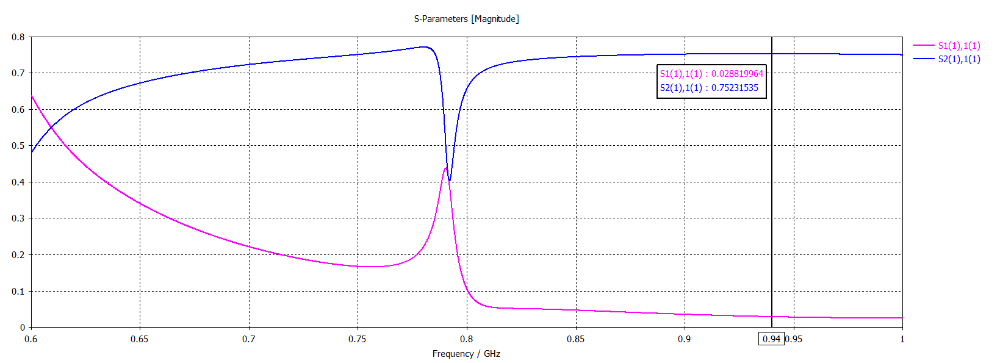 S-Parameters [Magnitude]
0.8
0.7
0.6
0.5
0.4
0.3
0.2
0.1
0
S1(1),1(1)
S2(1),1(1)
S1(1),1(1) : 0.028819964
S2(1),1(1) : 0.75231535
0.6 0.65 0.7 0.75 0.8 0.85 0.9 0.94 0.95 1
Frequency / GHz